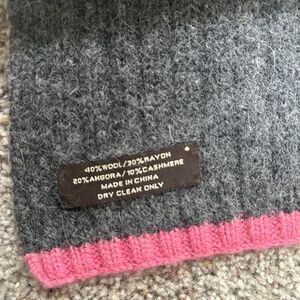 40%WOOL/30%RAYON
20%ANGORA/10%CASHMERE
MADE IN CHINA
DRY CLEAN ONLY